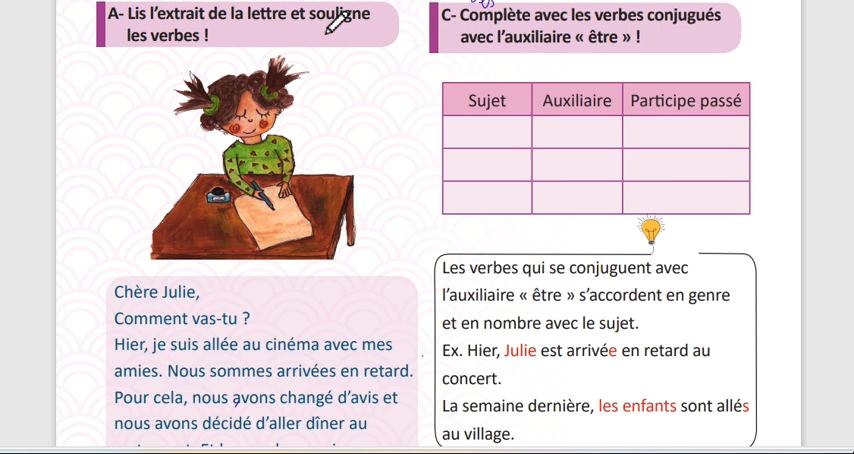 A- Lis l'extrait de la lettre et souligne
les verbes !
Chère Julie,
Comment vas-tu ?
Hier, je suis allée au cinéma avec mes
amies. Nous sommes arrivées en retard.
Pour cela, nous avons changé d'avis et
nous avons décidé d'aller dîner au
C- Complète avec les verbes conjugués
avec l'auxiliaire « être » !
Sujet Auxiliaire Participe passé
Les verbes qui se conjuguent avec
l'auxiliaire « être » s'accordent en genre
et en nombre avec le sujet.
Ex. Hier, Julie est arrivée en retard au
concert.
La semaine dernière, les enfants sont allés
au village.